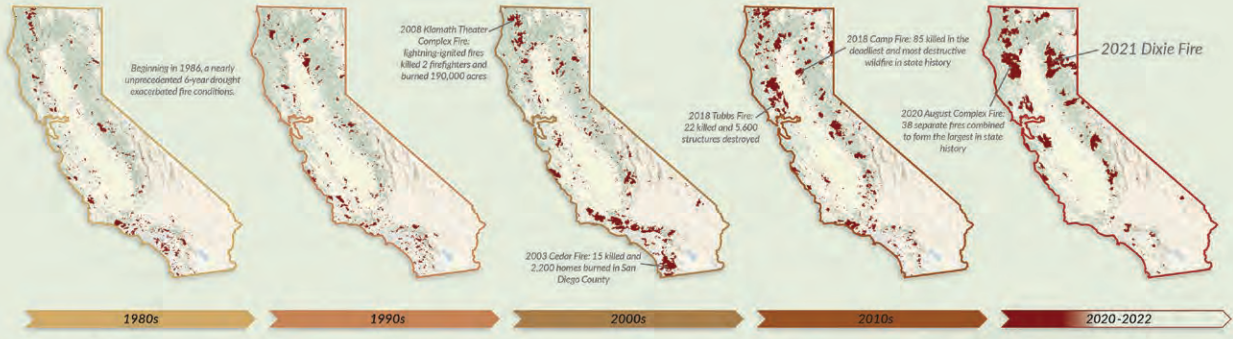 Beginning in 1986, a nearly
unprecedented 6-year drought
exacerbated fire conditions.
2008 Klamath Theater
Complex Fire:
lightning-ignited fires
killed 2 firefighters and
burned 190,000 acres
2003 Cedar Fire: 15 killed and
2,200 homes burned in San
Diego County
2018 Camp Fire: 85 killed in the
deadliest and most destructive
wildfire in state history
2018 Tubbs Fire:
22 killed and 5,600
structures destroyed
2021 Dixie Fire
2020 August Complex Fire:
38 separate fires combined
to form the largest in state
history
1980s
1990s
2000s
2010s
2020-2022